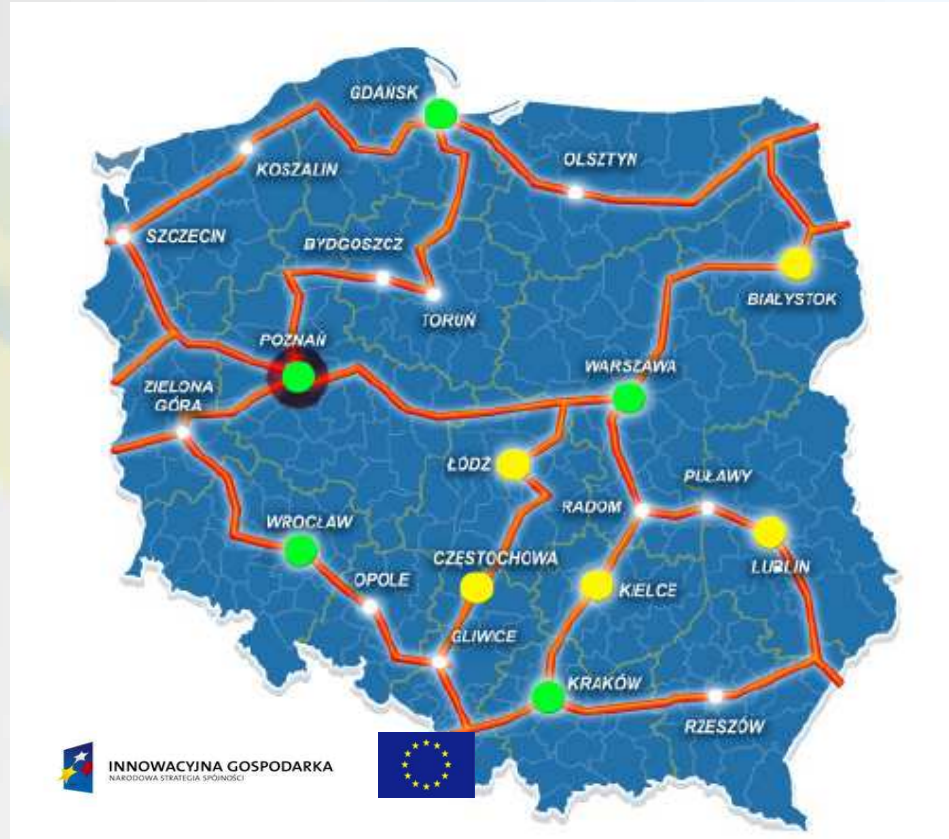 GDAŃSK
KOSZALIN
OLSZTYN
SZCZECIN
BYDGOSZCZ
TORUŃ
BIAŁYSTOK
POZNAŃ
WARSZAWA
ZIELONA
GÓRA
ŁÓDŹ
PUŁAWY
RADOM
WROCŁAW
CZĘSTOCHOWA
LUBLIN
OPOLE
KIELCE
GLIWICE
KRAKÓW
RZESZÓW
INNOWACYJNA GOSPODARKA
NARODOWA STRATEGIA SPÓJNOŚCI